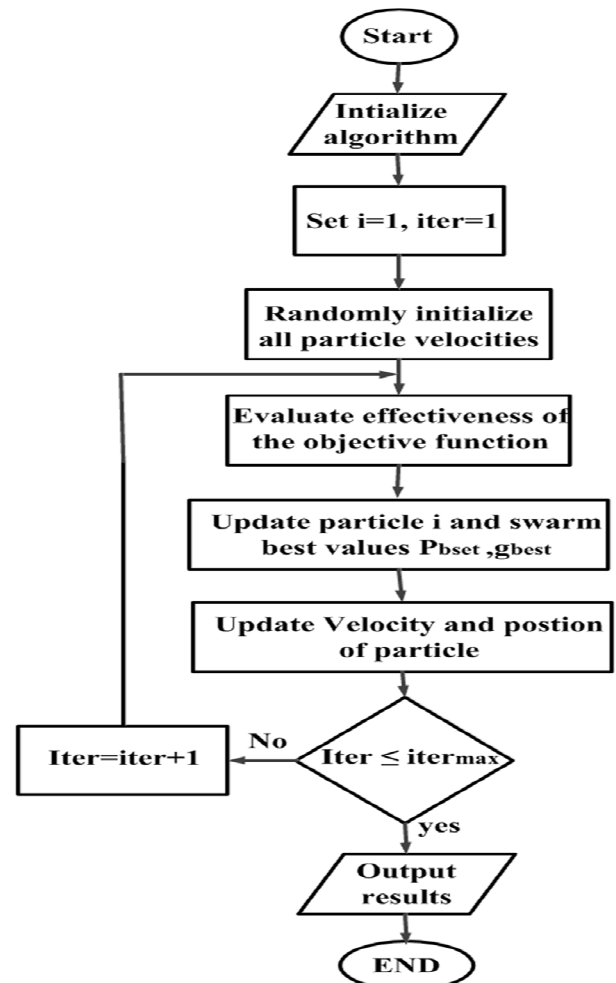 Start
Intialize
algorithm
Set i=1, iter=1
Randomly initialize
all particle velocities
Evaluate effectiveness of
the objective function
Update particle i and swarm
best values Pbset ,gbest
Update Velocity and postion
of particle
Iter ≤ itermax
No
Iter=iter+1
yes
Output
results
END